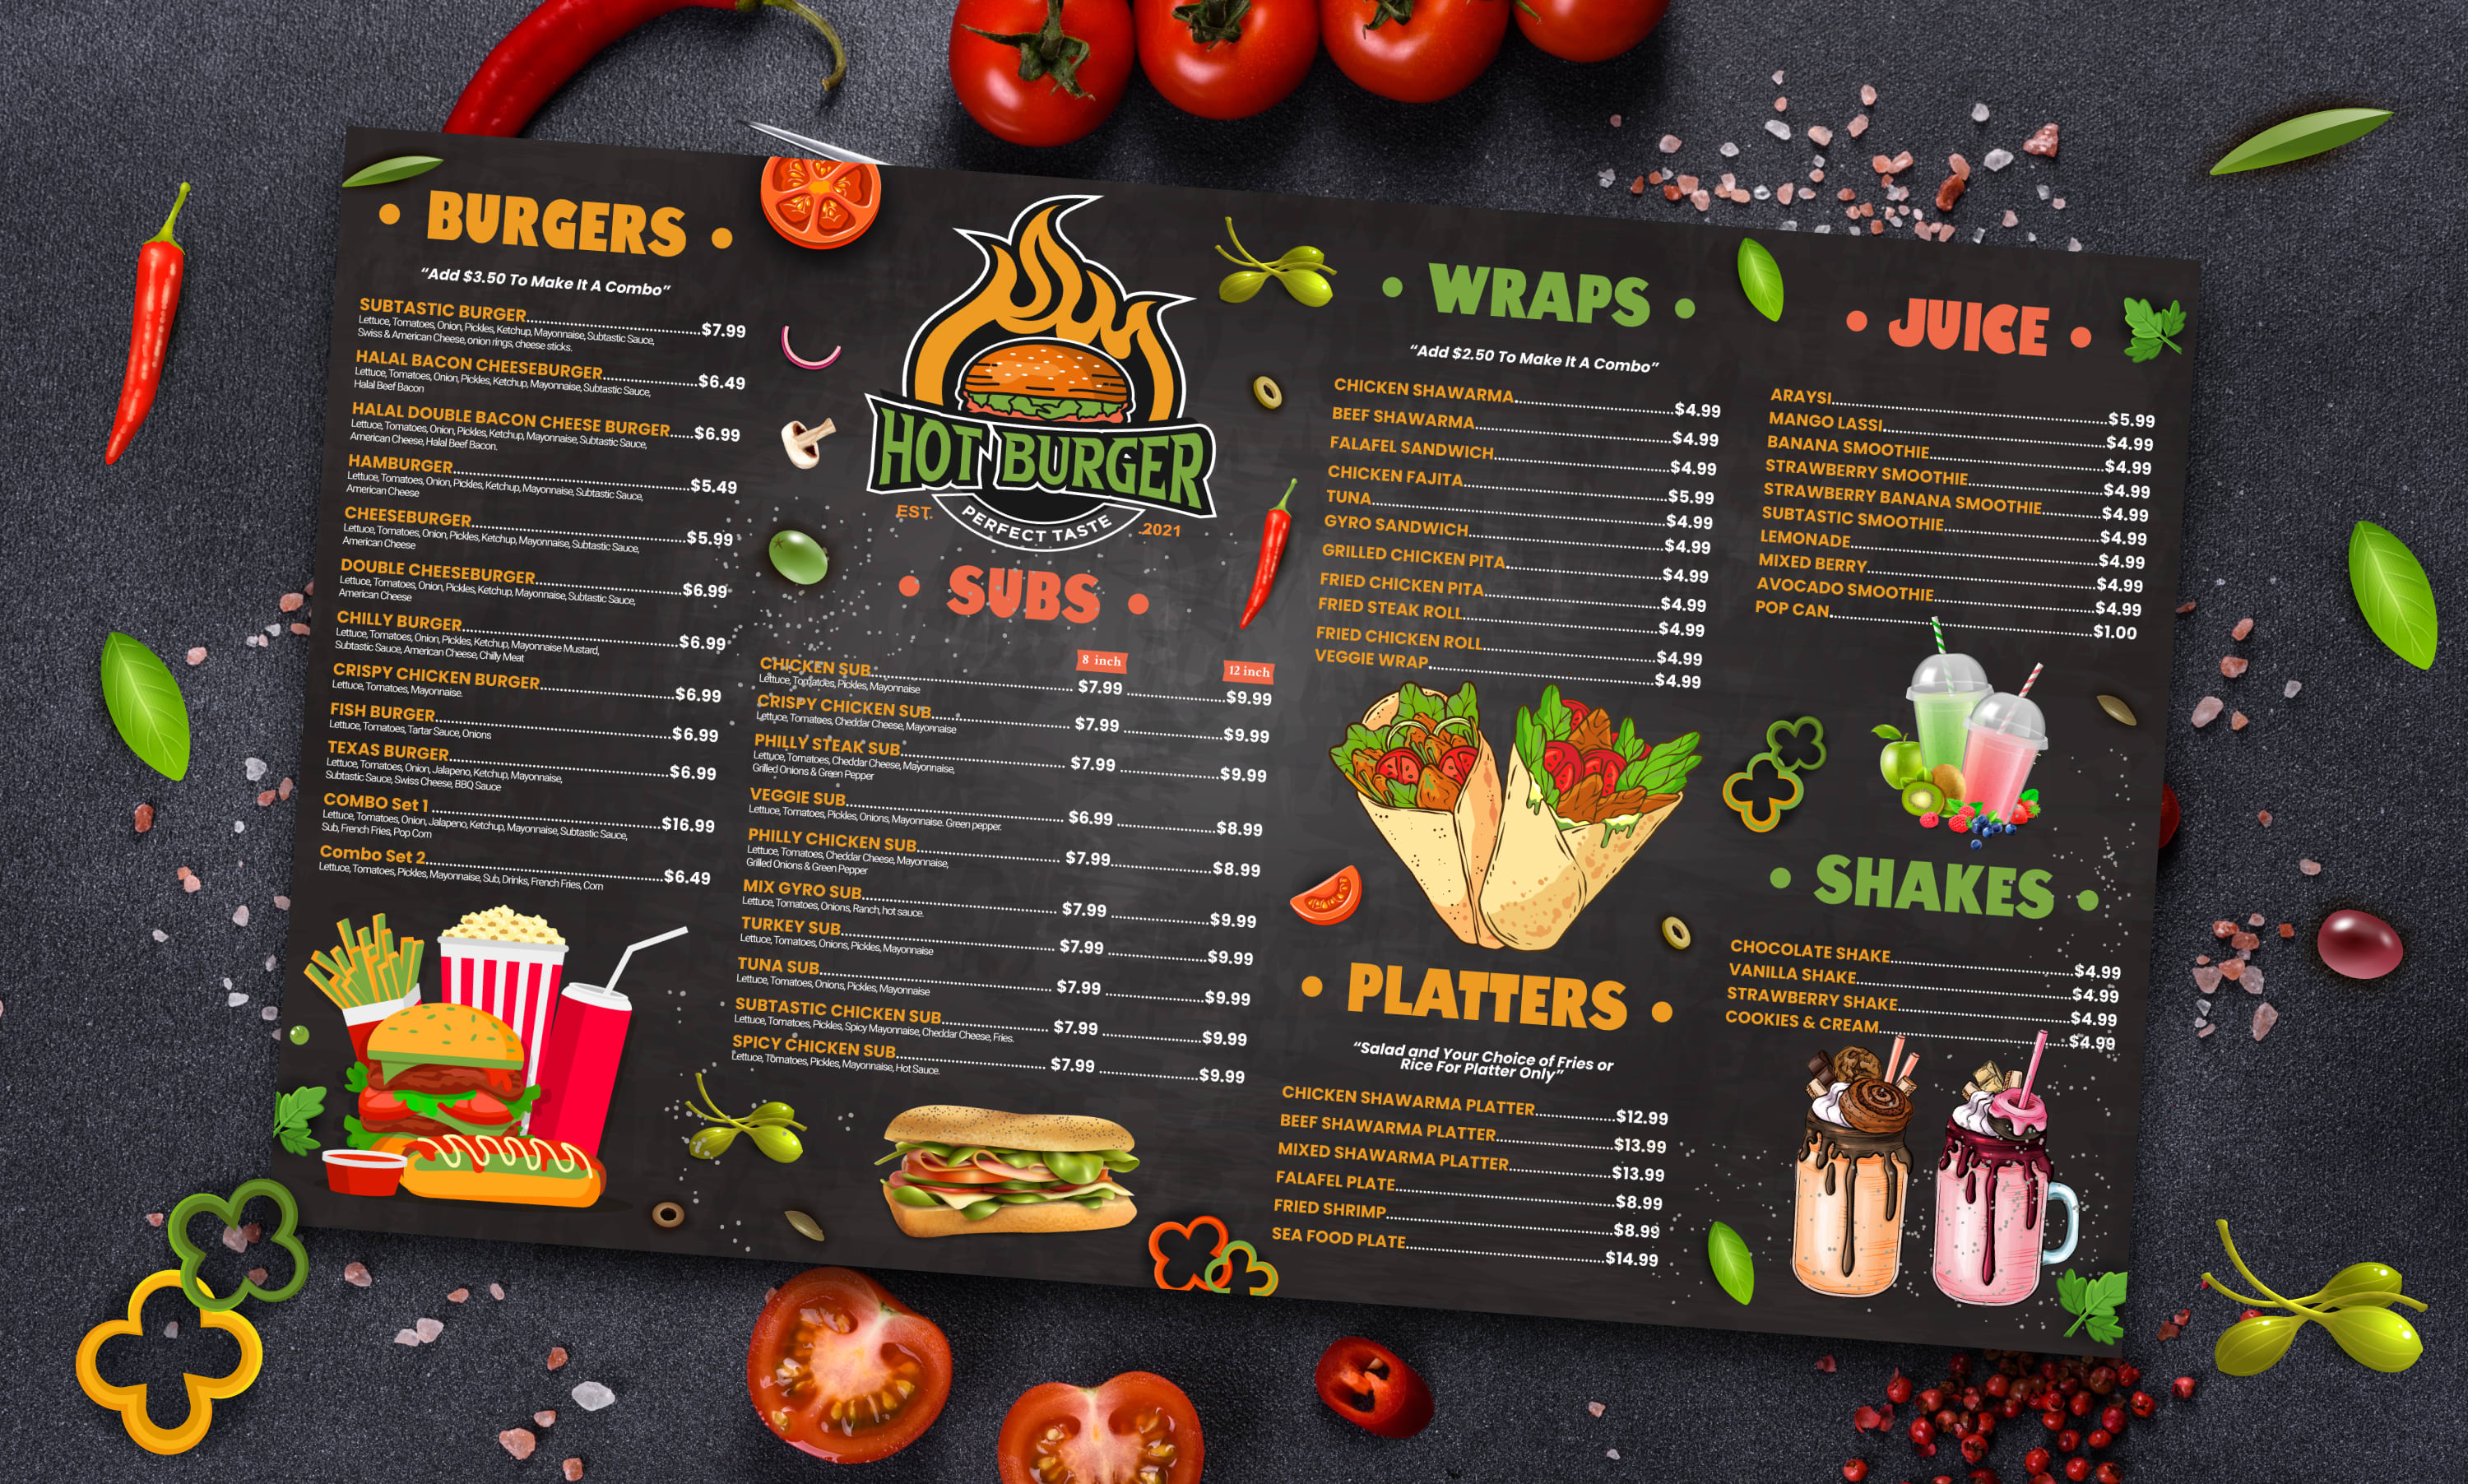 • BURGERS •
“Add $3.50 To Make It A Combo”
SUBTASTIC BURGER.....$7.99
Lettuce, Tomatoes, Onion, Pickles, Ketchup, Mayonnaise, Subtastic Sauce,
Swiss & American Cheese, onion rings, cheese sticks.
HALAL BACON CHEESEBURGER.....$6.49
Lettuce, Tomatoes, Onion, Pickles, Ketchup, Mayonnaise, Subtastic Sauce,
Halal Beef Bacon
HALAL DOUBLE BACON CHEESE BURGER.....$6.99
Lettuce, Tomatoes, Onion, Pickles, Ketchup, Mayonnaise, Subtastic Sauce,
American Cheese, Halal Beef Bacon.
HAMBURGER.....$5.49
Lettuce, Tomatoes, Onion, Pickles, Ketchup, Mayonnaise, Subtastic Sauce,
American Cheese
CHEESEBURGER.....$5.99
Lettuce, Tomatoes, Onion, Pickles, Ketchup, Mayonnaise, Subtastic Sauce,
American Cheese
DOUBLE CHEESEBURGER.....$6.99
Lettuce, Tomatoes, Onion, Pickles, Ketchup, Mayonnaise, Subtastic Sauce,
American Cheese
CHILLY BURGER.....$6.99
Lettuce, Tomatoes, Onion, Pickles, Ketchup, Mayonnaise Mustard,
Subtastic Sauce, American Cheese, Chilly Meat
CRISPY CHICKEN BURGER.....$6.99
Lettuce, Tomatoes, Mayonnaise.
FISH BURGER.....$6.99
Lettuce, Tomatoes, Tartar Sauce, Onions
TEXAS BURGER.....$6.99
Lettuce, Tomatoes, Onion, Jalapeno, Ketchup, Mayonnaise,
Subtastic Sauce, Swiss Cheese, BBQ Sauce
COMBO Set 1.....$16.99
Lettuce, Tomatoes, Onion, Jalapeno, Ketchup, Mayonnaise, Subtastic Sauce,
Sub, French Fries, Pop Corn
Combo Set 2.....$6.49
Lettuce, Tomatoes, Pickles, Mayonnaise, Sub, Drinks, French Fries, Corn
HOT BURGER
EST. PERFECT TASTE 2021
• SUBS •
8 inch 12 inch
CHICKEN SUB.....$7.99.....$9.99
Lettuce, Tomatoes, Pickles, Mayonnaise
CRISPY CHICKEN SUB.....$7.99.....$9.99
Lettuce, Tomatoes, Cheddar Cheese, Mayonnaise
PHILLY STEAK SUB.....$7.99.....$9.99
Lettuce, Tomatoes, Cheddar Cheese, Mayonnaise,
Grilled Onions & Green Pepper
VEGGIE SUB.....$6.99.....$8.99
Lettuce, Tomatoes, Pickles, Onions, Mayonnaise. Green pepper.
PHILLY CHICKEN SUB.....$7.99.....$8.99
Lettuce, Tomatoes, Cheddar Cheese, Mayonnaise,
Grilled Onions & Green Pepper
MIX GYRO SUB.....$7.99.....$9.99
Lettuce, Tomatoes, Onions, Ranch, hot sauce.
TURKEY SUB.....$7.99.....$9.99
Lettuce, Tomatoes, Onions, Pickles, Mayonnaise
TUNA SUB.....$7.99.....$9.99
Lettuce, Tomatoes, Onions, Pickles, Mayonnaise
SUBTASTIC CHICKEN SUB.....$7.99.....$9.99
Lettuce, Tomatoes, Pickles, Spicy Mayonnaise, Cheddar Cheese, Fries.
SPICY CHICKEN SUB.....$7.99.....$9.99
Lettuce, Tomatoes, Pickles, Mayonnaise, Hot Sauce.
• WRAPS •
“Add $2.50 To Make It A Combo”
CHICKEN SHAWARMA.....$4.99
BEEF SHAWARMA.....$4.99
FALAFEL SANDWICH.....$4.99
CHICKEN FAJITA.....$5.99
TUNA.....$4.99
GYRO SANDWICH.....$4.99
GRILLED CHICKEN PITA.....$4.99
FRIED CHICKEN PITA.....$4.99
FRIED STEAK ROLL.....$4.99
FRIED CHICKEN ROLL.....$4.99
VEGGIE WRAP.....$4.99
• PLATTERS •
“Salad and Your Choice of Fries or
Rice For Platter Only”
CHICKEN SHAWARMA PLATTER.....$12.99
BEEF SHAWARMA PLATTER.....$13.99
MIXED SHAWARMA PLATTER.....$13.99
FALAFEL PLATE.....$8.99
FRIED SHRIMP.....$8.99
SEA FOOD PLATE.....$14.99
• JUICE •
ARAYSI.....$5.99
MANGO LASSI.....$4.99
BANANA SMOOTHIE.....$4.99
STRAWBERRY SMOOTHIE.....$4.99
STRAWBERRY BANANA SMOOTHIE.....$4.99
SUBTASTIC SMOOTHIE.....$4.99
LEMONADE.....$4.99
MIXED BERRY.....$4.99
AVOCADO SMOOTHIE.....$4.99
POP CAN.....$1.00
• SHAKES •
CHOCOLATE SHAKE.....$4.99
VANILLA SHAKE.....$4.99
STRAWBERRY SHAKE.....$4.99
COOKIES & CREAM.....$4.99